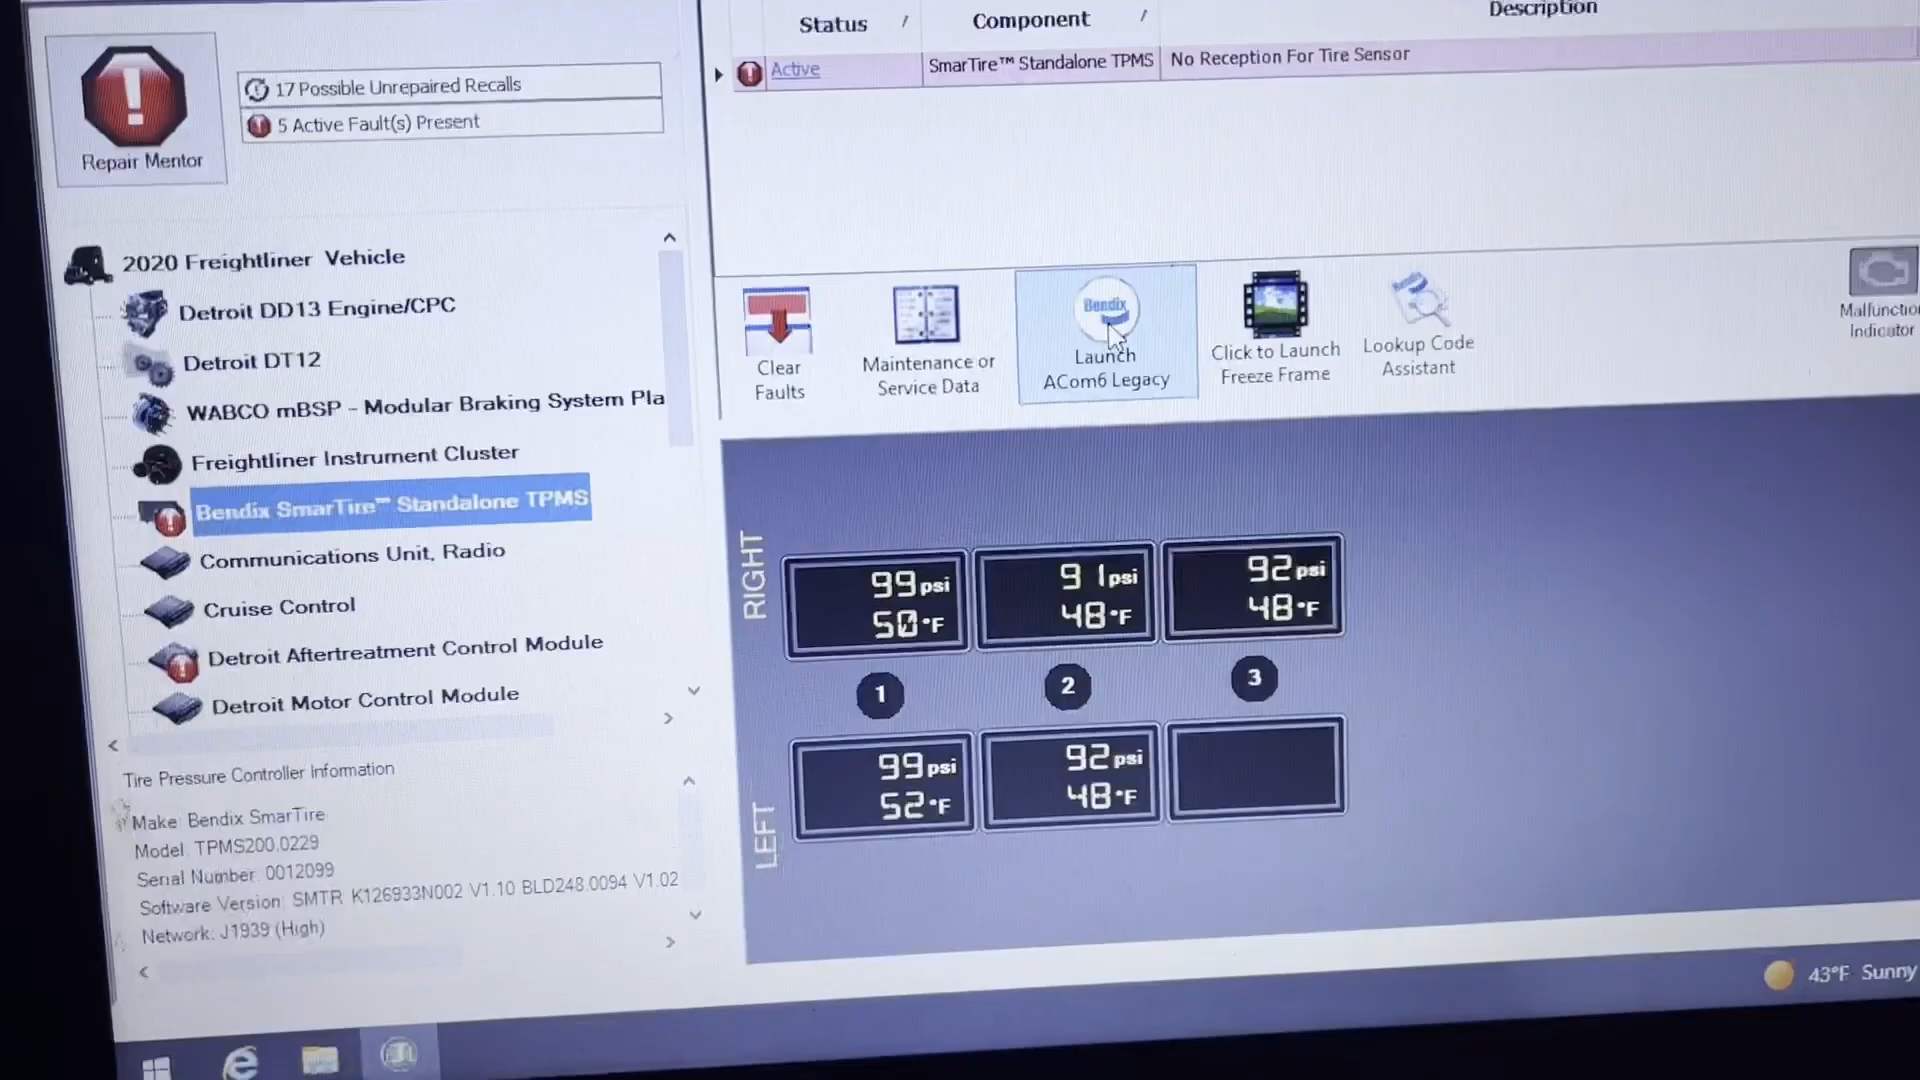 Status /
Component /
Description
Active
SmarTire™ Standalone TPMS
No Reception For Tire Sensor
Repair Mentor
17 Possible Unrepaired Recalls
5 Active Fault(s) Present
2020 Freightliner Vehicle
Detroit DD13 Engine/CPC
Detroit DT12
WABCO mBSP - Modular Braking System Pla
Freightliner Instrument Cluster
Bendix SmarTire™ Standalone TPMS
Communications Unit, Radio
Cruise Control
Detroit Aftertreatment Control Module
Detroit Motor Control Module
Tire Pressure Controller Information
Make: Bendix SmarTire
Model: TPMS200.0229
Serial Number: 0012099
Software Version: SMTR K126933N002 V1.10 BLD248.0094 V1.02
Network: J1939 (High)
Clear
Faults
Maintenance or
Service Data
Bendix
Launch
ACom6 Legacy
Click to Launch
Freeze Frame
Lookup Code
Assistant
Malfunctio
Indicator
RIGHT
99 psi
50 °F
91 psi
48 °F
92 psi
48 °F
1
2
3
LEFT
99 psi
52 °F
92 psi
48 °F
43°F Sunny